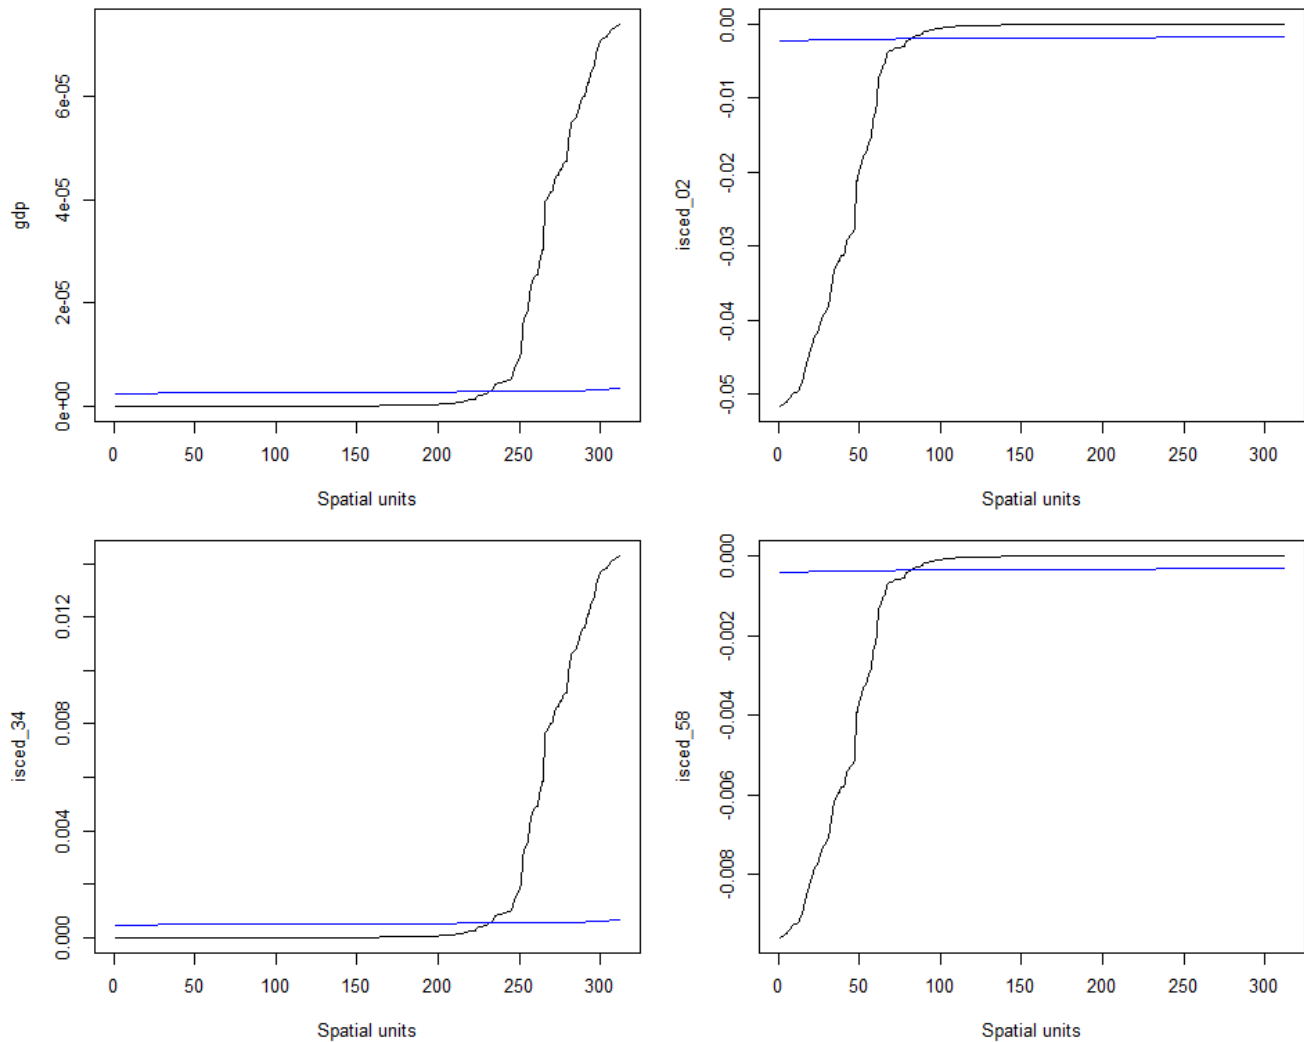 gdp
0e+00 2e-05 4e-05 6e-05
0 50 100 150 200 250 300
Spatial units
isced_02
-0.05 -0.04 -0.03 -0.02 -0.01 0.00
0 50 100 150 200 250 300
Spatial units
isced_34
0.000 0.004 0.008 0.012
0 50 100 150 200 250 300
Spatial units
isced_58
-0.008 -0.006 -0.004 -0.002 0.000
0 50 100 150 200 250 300
Spatial units